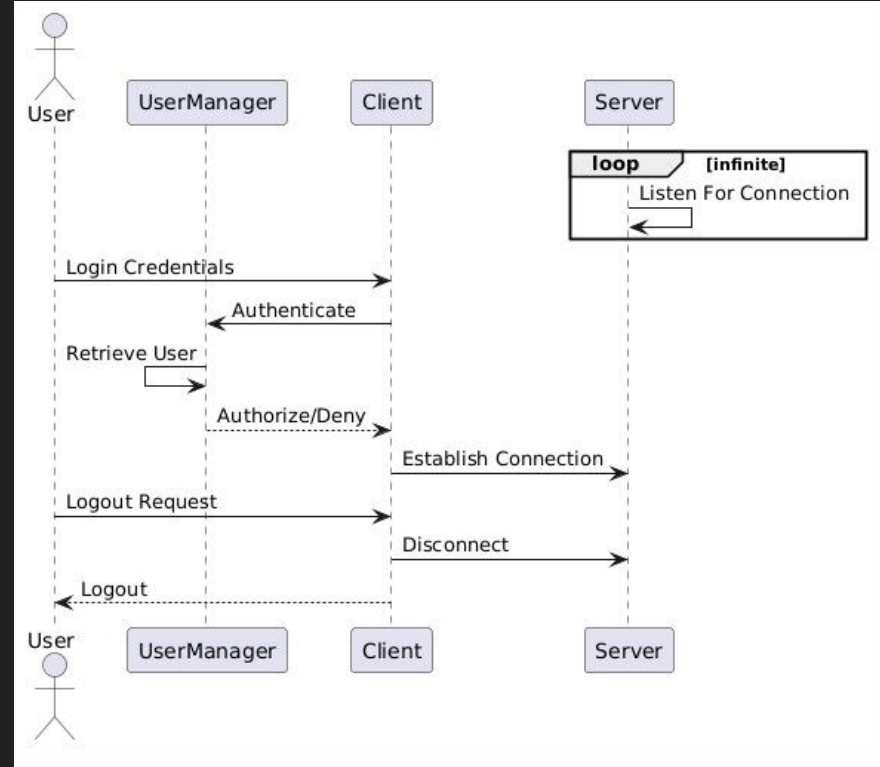 User
UserManager
Client
Server
loop
[infinite]
Listen For Connection
Login Credentials
Authenticate
Retrieve User
Authorize/Deny
Establish Connection
Logout Request
Disconnect
Logout
User
UserManager
Client
Server